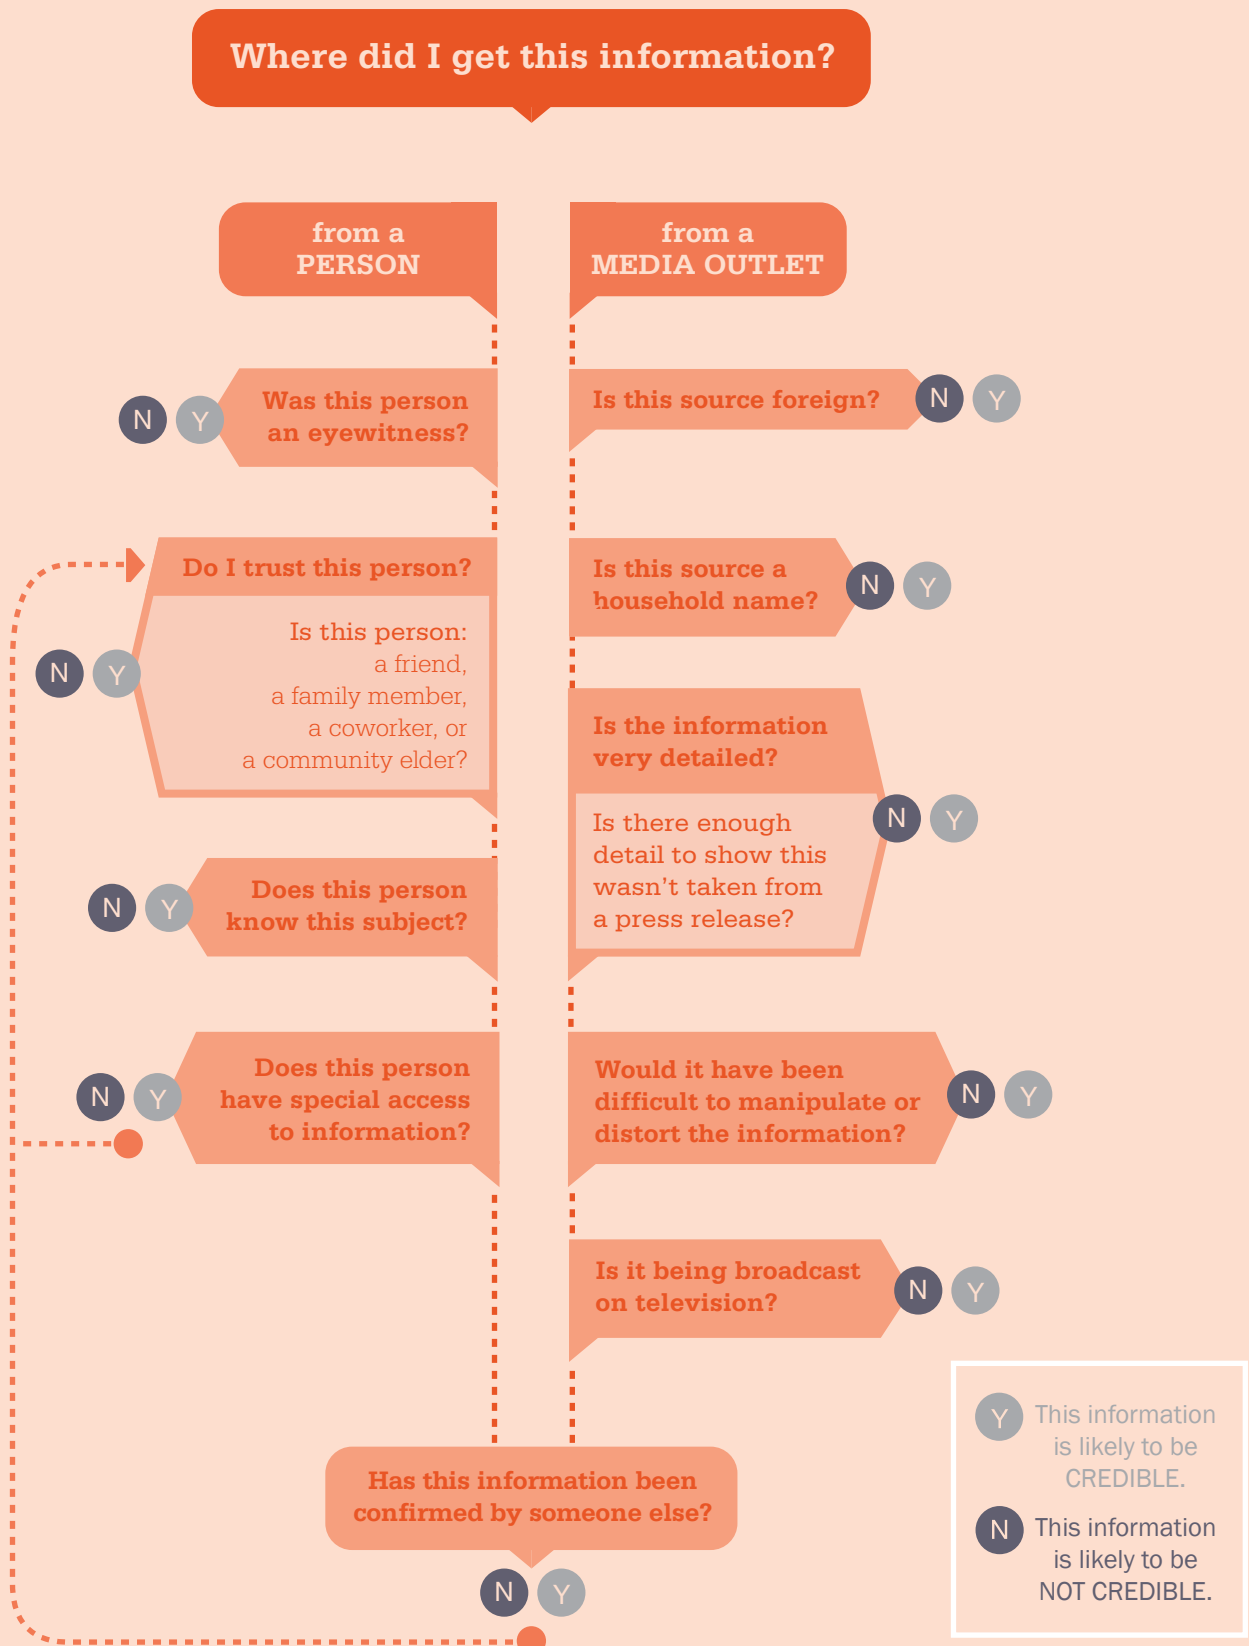 Where did I get this information?
from a
PERSON
from a
MEDIA OUTLET
Was this person
an eyewitness?
N Y
Do I trust this person?
Is this person:
a friend,
a family member,
a coworker, or
a community elder?
N Y
Does this person
know this subject?
N Y
Does this person
have special access
to information?
N Y
Is this source foreign?
N Y
Is this source a
household name?
N Y
Is the information
very detailed?
Is there enough
detail to show this
wasn't taken from
a press release?
N Y
Would it have been
difficult to manipulate or
distort the information?
N Y
Is it being broadcast
on television?
N Y
Has this information been
confirmed by someone else?
N Y
Y This information
is likely to be
CREDIBLE.
N This information
is likely to be
NOT CREDIBLE.